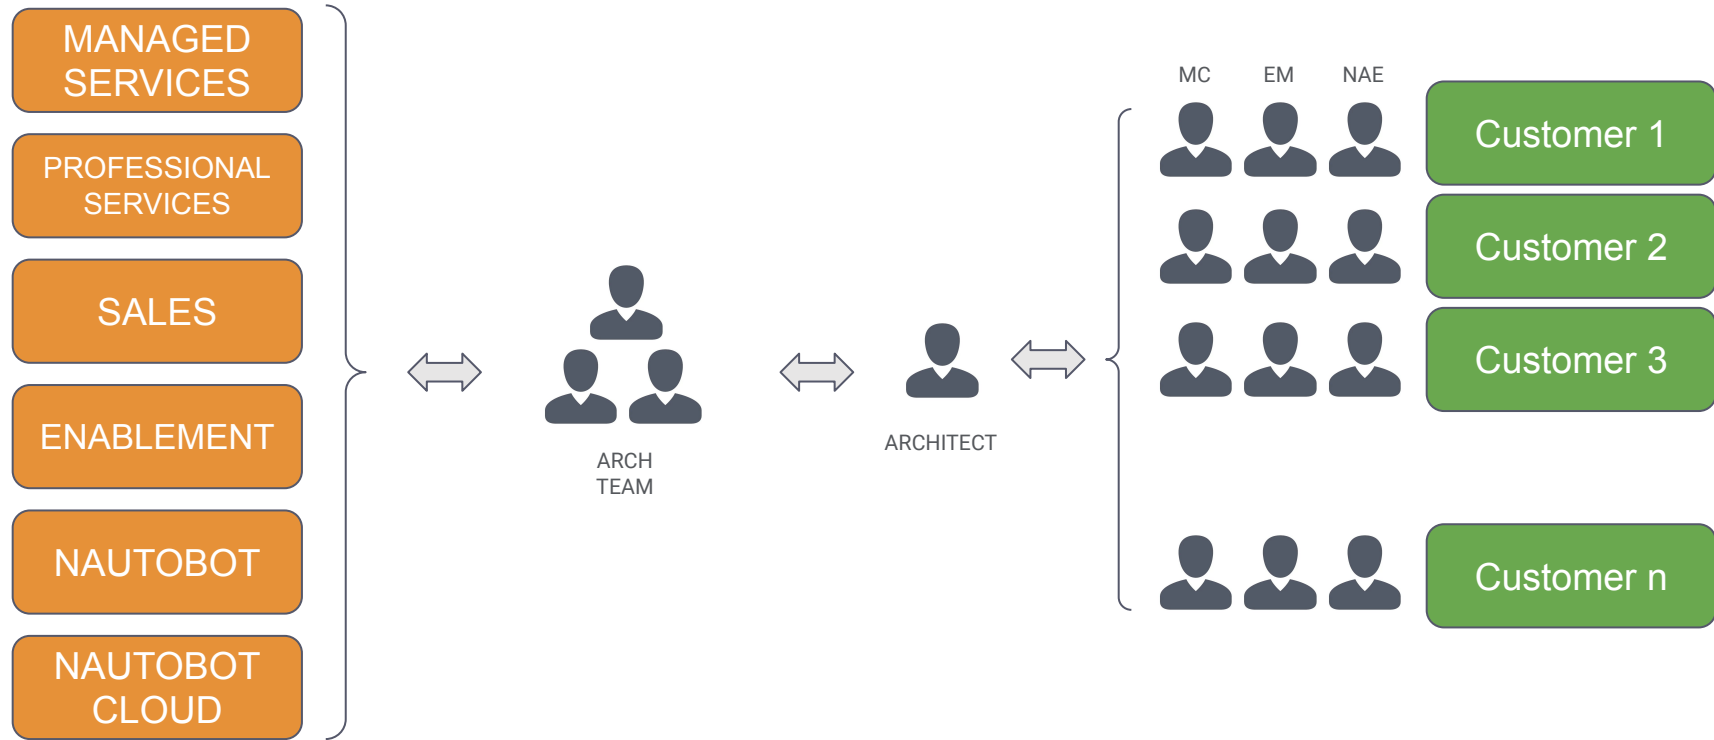 MANAGED
SERVICES
PROFESSIONAL
SERVICES
SALES
ENABLEMENT
NAUTOBOT
NAUTOBOT
CLOUD
ARCH
TEAM
ARCHITECT
MC EM NAE
Customer 1
Customer 2
Customer 3
Customer n